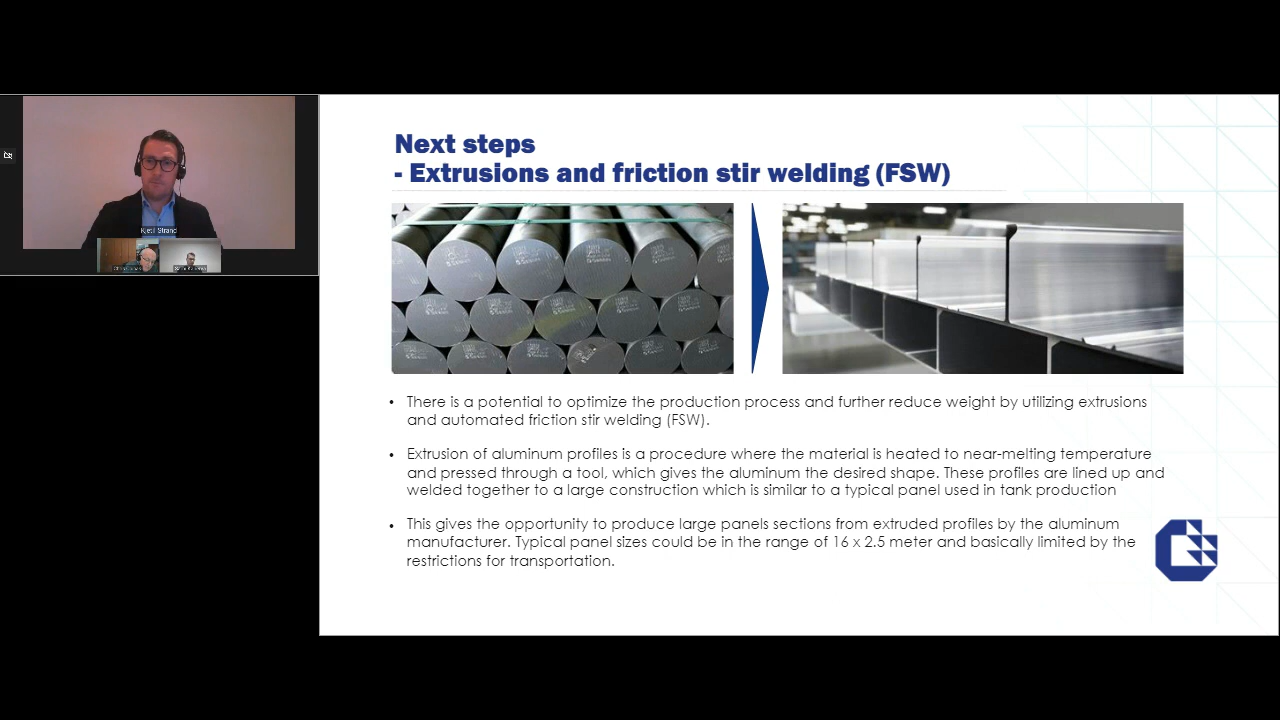 Kjetil Strand
Next steps
- Extrusions and friction stir welding (FSW)
• There is a potential to optimize the production process and further reduce weight by utilizing extrusions
and automated friction stir welding (FSW).
• Extrusion of aluminum profiles is a procedure where the material is heated to near-melting temperature
and pressed through a tool, which gives the aluminum the desired shape. These profiles are lined up and
welded together to a large construction which is similar to a typical panel used in tank production
• This gives the opportunity to produce large panels sections from extruded profiles by the aluminum
manufacturer. Typical panel sizes could be in the range of 16 x 2.5 meter and basically limited by the
restrictions for transportation.